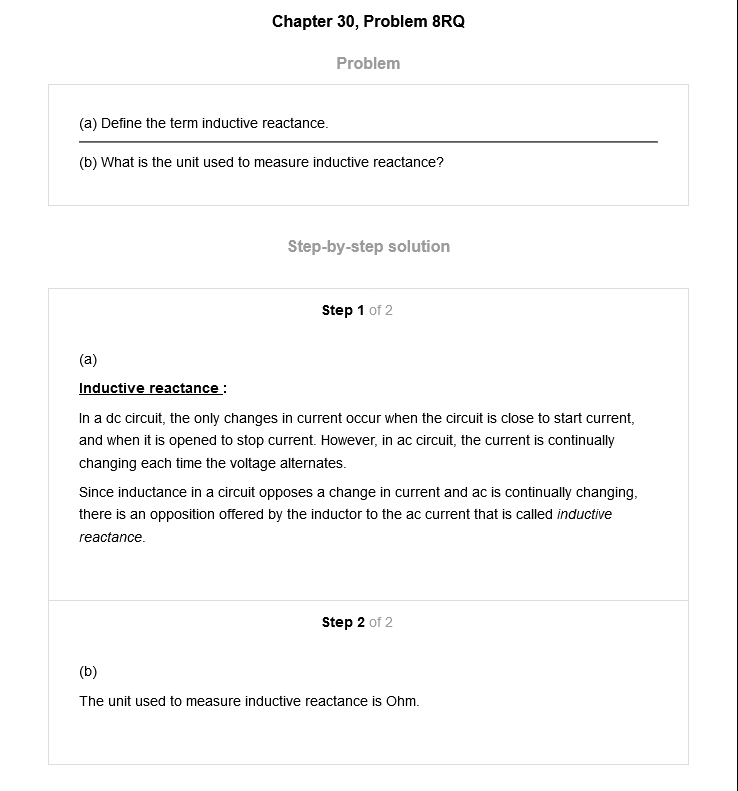 Chapter 30, Problem 8RQ
Problem
(a) Define the term inductive reactance.
(b) What is the unit used to measure inductive reactance?
Step-by-step solution
Step 1 of 2
(a)
Inductive reactance :
In a dc circuit, the only changes in current occur when the circuit is close to start current,
and when it is opened to stop current. However, in ac circuit, the current is continually
changing each time the voltage alternates.
Since inductance in a circuit opposes a change in current and ac is continually changing,
there is an opposition offered by the inductor to the ac current that is called inductive
reactance.
Step 2 of 2
(b)
The unit used to measure inductive reactance is Ohm.